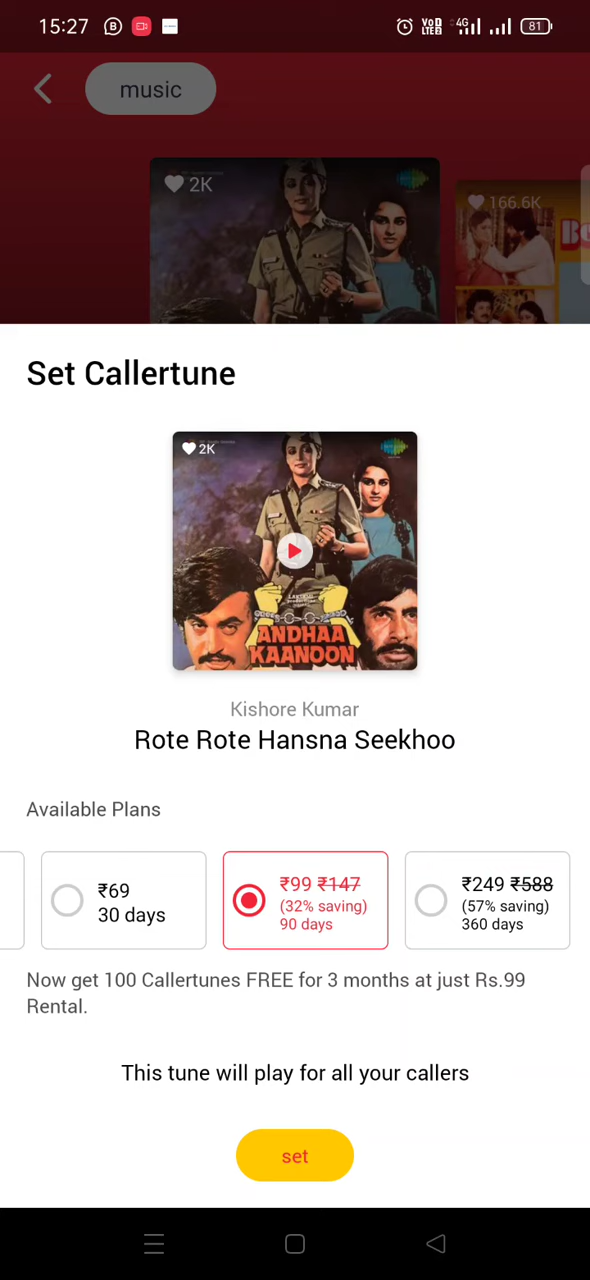 15:27
VoD
LTE2
4G
81
music
2K
166.6K
Set Callertune
2K
ANDHAA
KAANOON
Kishore Kumar
Rote Rote Hansna Seekhoo
Available Plans
₹69
30 days
₹99 ₹147
(32% saving)
90 days
₹249 ₹588
(57% saving)
360 days
Now get 100 Callertunes FREE for 3 months at just Rs.99
Rental.
This tune will play for all your callers
set